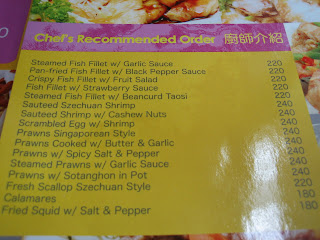 Chef's Recommended Order 廚師介紹
Steamed Fish Fillet w/ Garlic Sauce 220
Pan-fried Fish Fillet w/ Black Pepper Sauce 220
Crispy Fish Fillet w/ Fruit Salad 220
Fish Fillet w/ Strawberry Sauce 220
Steamed Fish Fillet w/ Beancurd Taosi 220
Sauteed Szechuan Shrimp 240
Sauteed Shrimp w/ Cashew Nuts 240
Scrambled Egg w/ Shrimp 240
Prawns Singaporean Style 240
Prawns Cooked w/ Butter & Garlic 240
Prawns w/ Spicy Salt & Pepper 240
Steamed Prawns w/ Garlic Sauce 240
Prawns w/ Sotanghon in Pot 240
Fresh Scallop Szechuan Style 220
Calamares 180
Fried Squid w/ Salt & Pepper 180